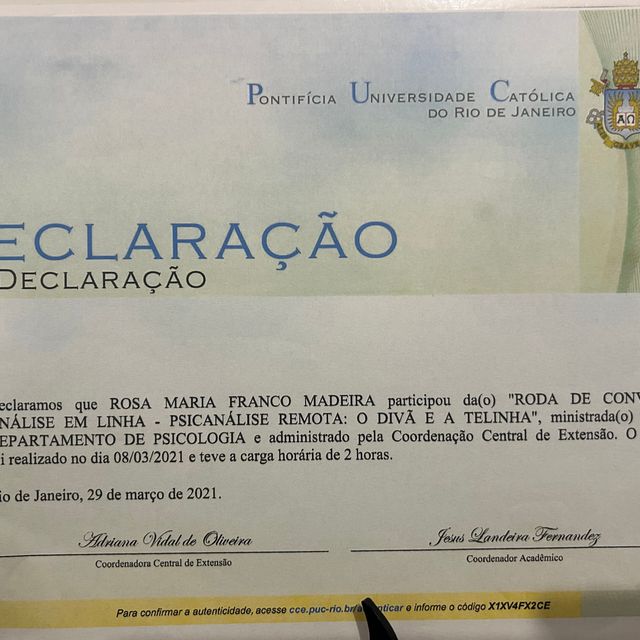 PONTIFÍCIA UNIVERSIDADE CATÓLICA
DO RIO DE JANEIRO
ECLARAÇÃO
DECLARAÇÃO
eclaramos que ROSA MARIA FRANCO MADEIRA participou da(o) "RODA DE CONV
NÁLISE EM LINHA - PSICANÁLISE REMOTA: O DIVÃ E A TELINHA", ministrada(o)
EPARTAMENTO DE PSICOLOGIA e administrado pela Coordenação Central de Extensão. O
i realizado no dia 08/03/2021 e teve a carga horária de 2 horas.
io de Janeiro, 29 de março de 2021.
Adriana Vidal de Oliveira
Coordenadora Central de Extensão
Jesus Landeira Fernandez
Coordenador Acadêmico
Para confirmar a autenticidade, acesse cce.puc-rio.br/a enticar e informe o código X1XV4FX2CE